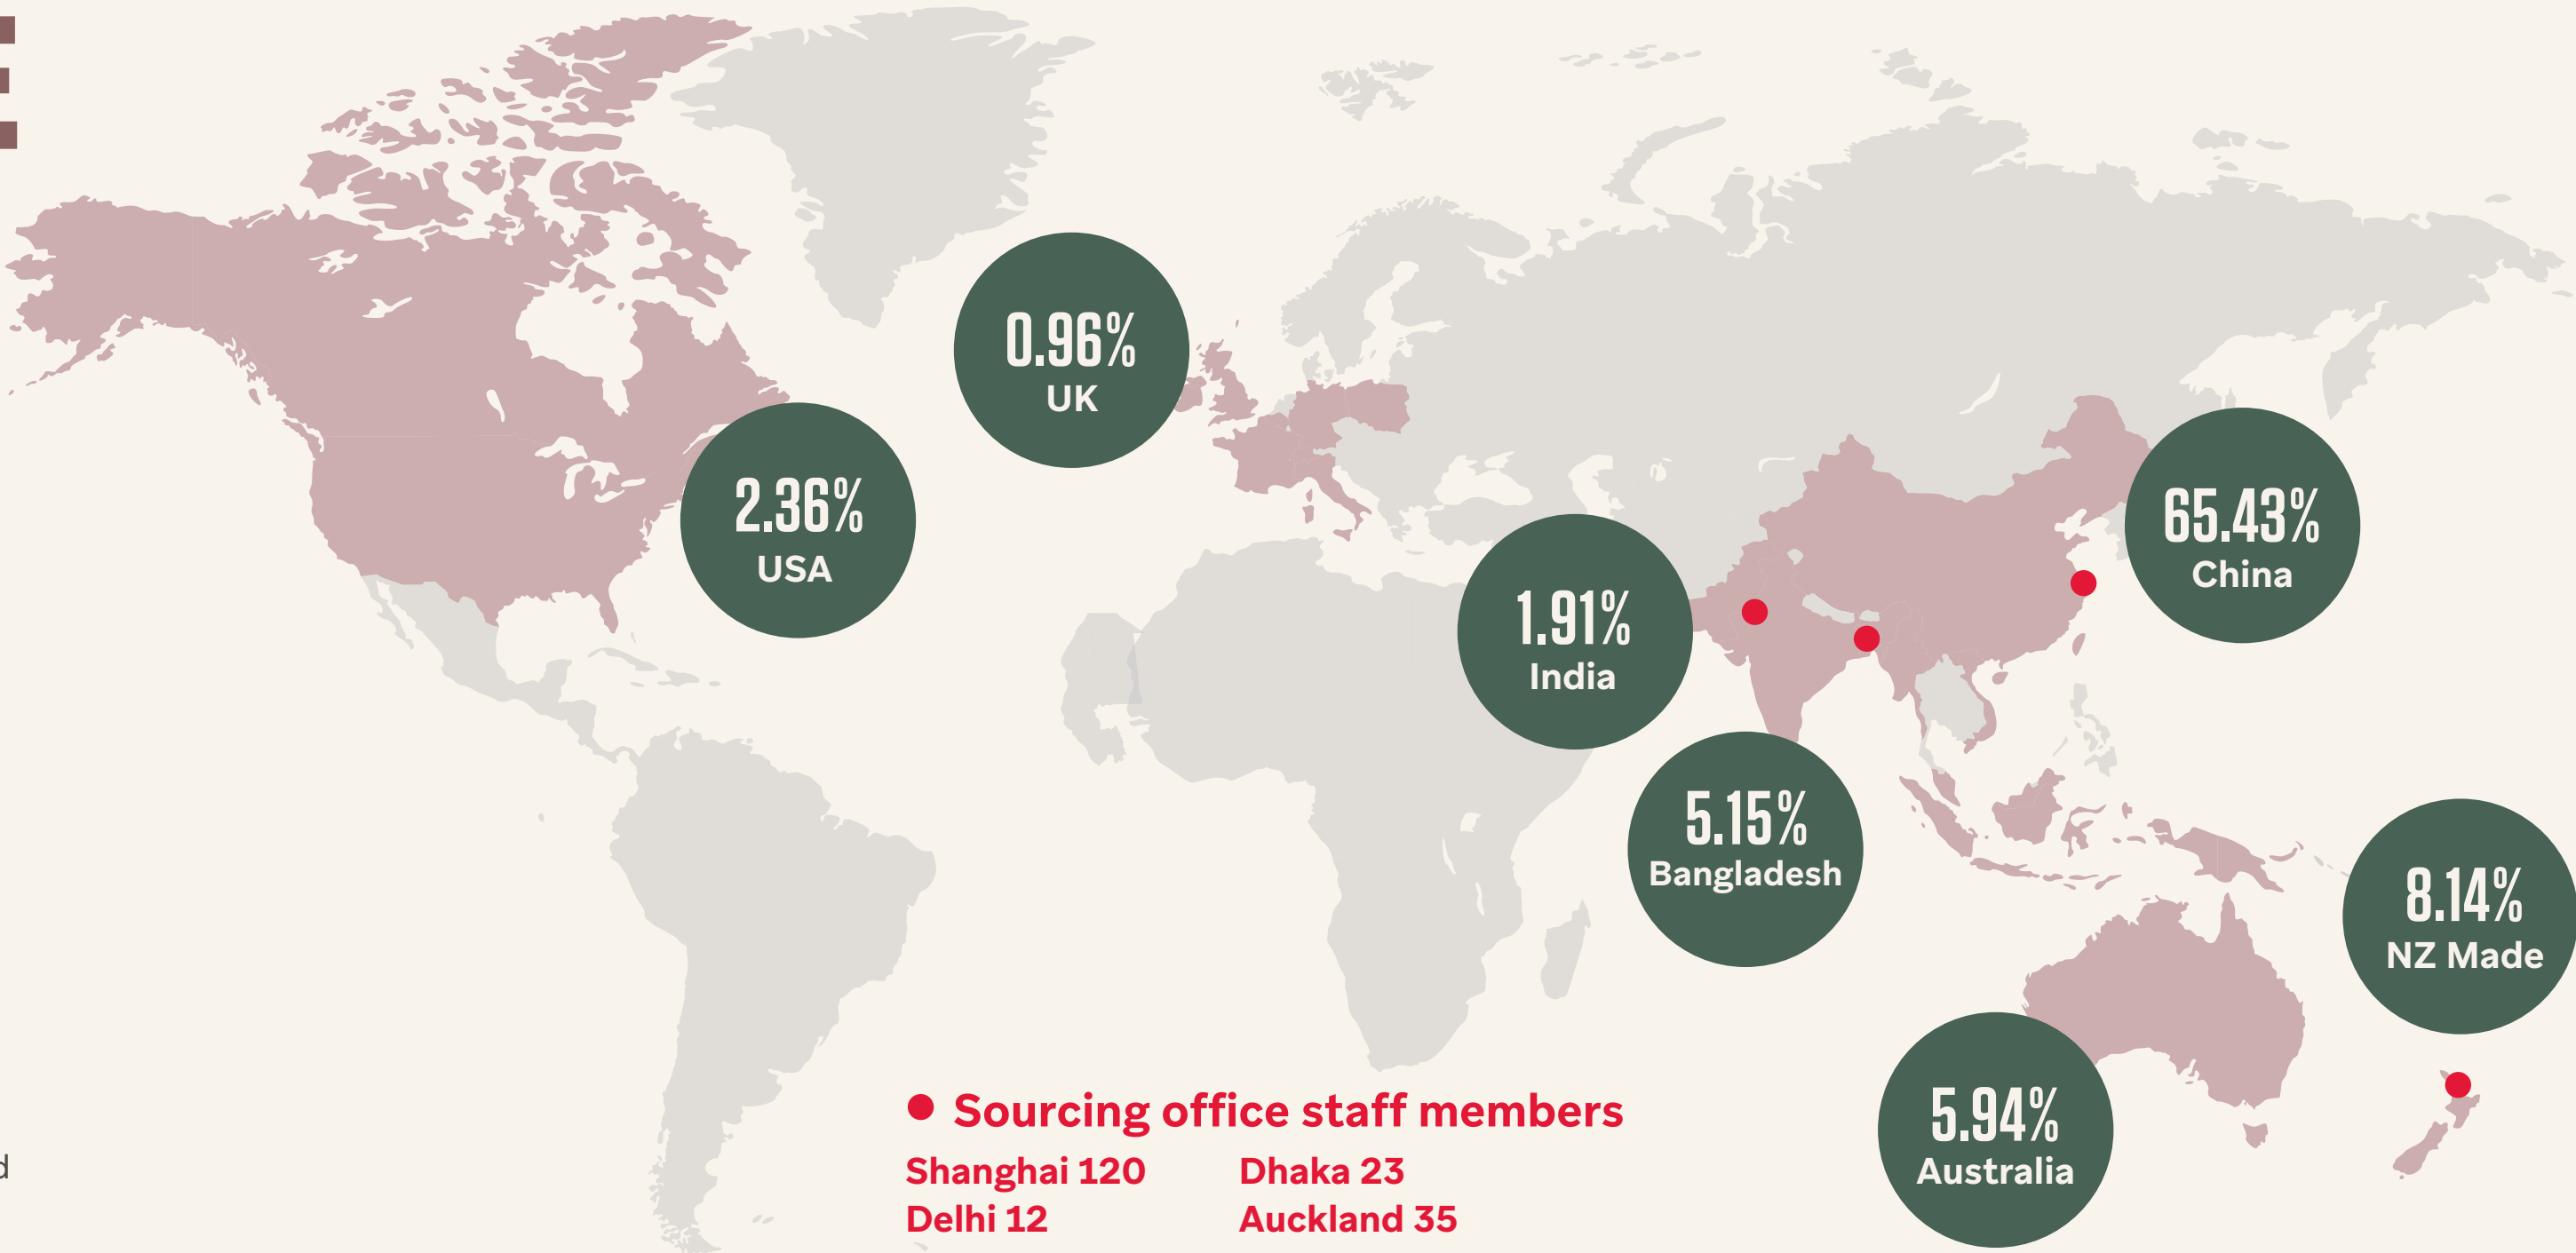 0.96%
UK
2.36%
USA
65.43%
China
1.91%
India
5.15%
Bangladesh
8.14%
NZ Made
5.94%
Australia
Sourcing office staff members
Shanghai 120
Dhaka 23
Delhi 12
Auckland 35